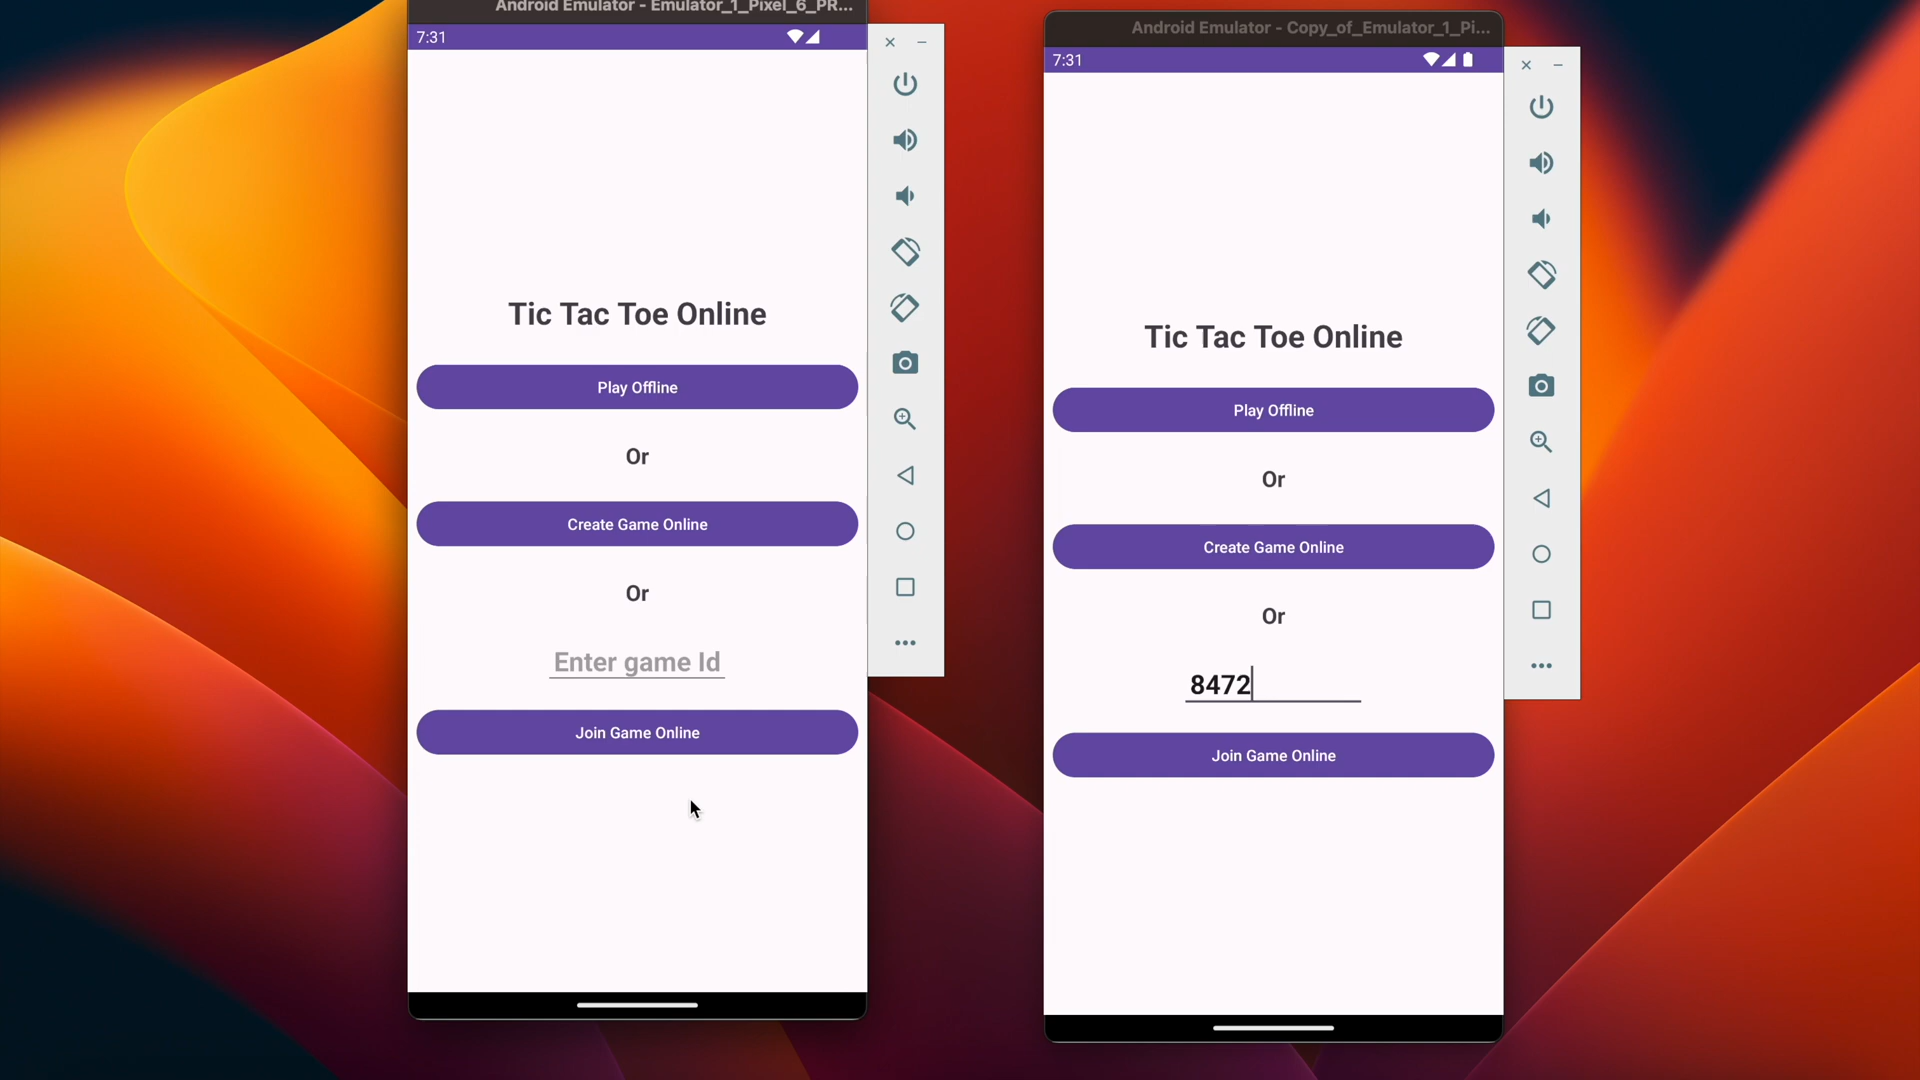 Android Emulator - Emulator_1_Pixel_6_PR...
7:31
Tic Tac Toe Online
Play Offline
Or
Create Game Online
Or
Enter game Id
Join Game Online
Android Emulator - Copy_of_Emulator_1_Pi...
7:31
Tic Tac Toe Online
Play Offline
Or
Create Game Online
Or
8472
Join Game Online